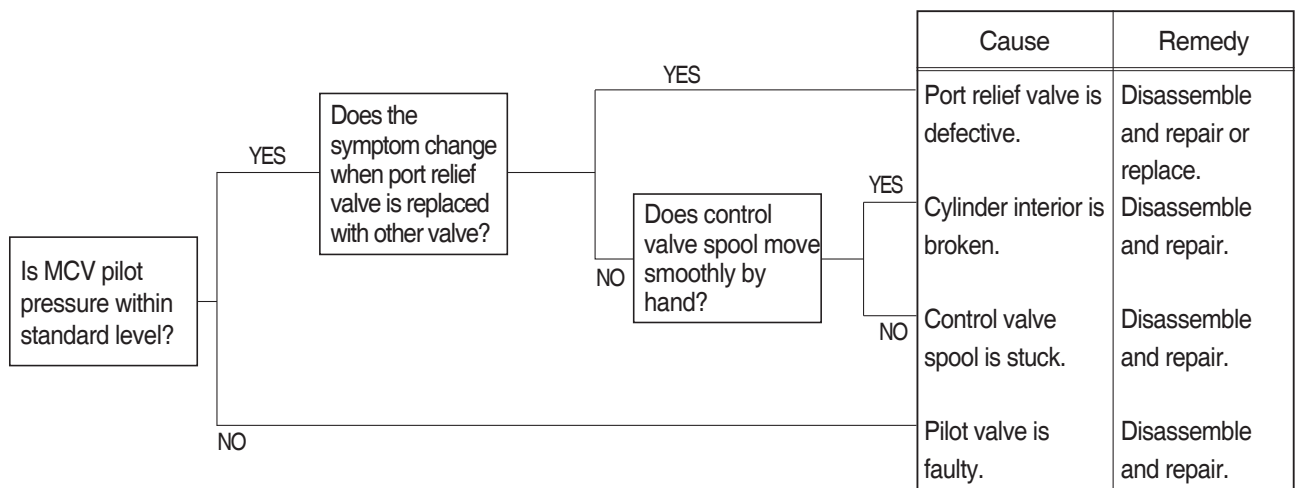 Cause
Remedy
YES
Port relief valve is
defective.
Disassemble
and repair or
replace.
Does the
symptom change
when port relief
valve is replaced
with other valve?
YES
YES
Cylinder interior is
broken.
Disassemble
and repair.
Does control
valve spool move
smoothly by
hand?
NO
Is MCV pilot
pressure within
standard level?
NO
Control valve
spool is stuck.
Disassemble
and repair.
NO
Pilot valve is
faulty.
Disassemble
and repair.